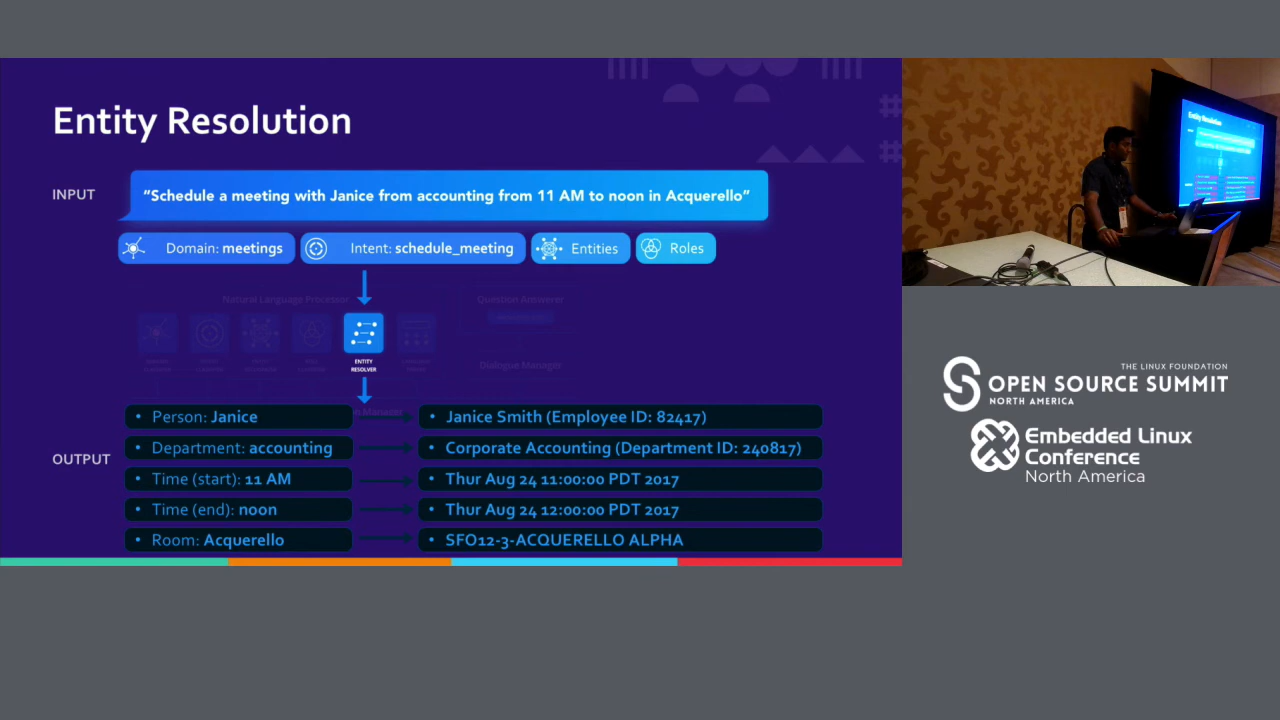 Entity Resolution
INPUT
“Schedule a meeting with Janice from accounting from 11 AM to noon in Acquerello”
Domain: meetings
Intent: schedule_meeting
Entities
Roles
Natural Language Processor
Question Answerer
ENTITY
RESOLVER
Dialogue Manager
OUTPUT
• Person: Janice
• Janice Smith (Employee ID: 82417)
• Department: accounting
• Corporate Accounting (Department ID: 240817)
• Time (start): 11 AM
• Thur Aug 24 11:00:00 PDT 2017
• Time (end): noon
• Thur Aug 24 12:00:00 PDT 2017
• Room: Acquerello
• SFO12-3-ACQUERELLO ALPHA
Entity Resolution
THE LINUX FOUNDATION
OPEN SOURCE SUMMIT
NORTH AMERICA
Embedded Linux
Conference
North America